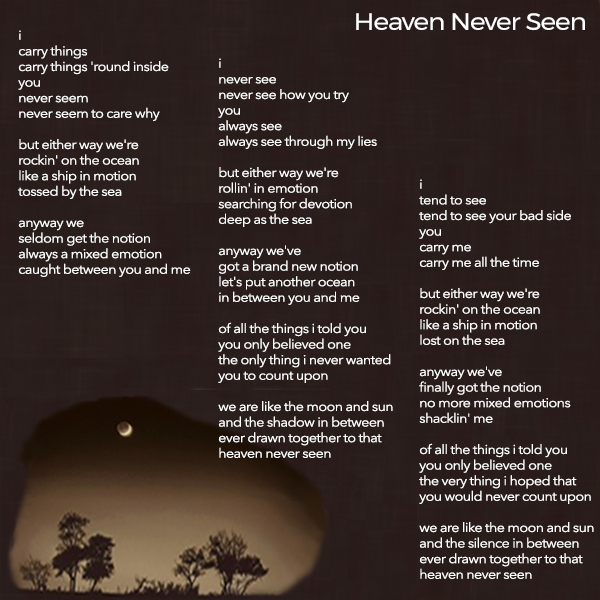 Heaven Never Seen
i
carry things
carry things 'round inside
you
never seem
never seem to care why
but either way we're
rockin' on the ocean
like a ship in motion
tossed by the sea
anyway we
seldom get the notion
always a mixed emotion
caught between you and me
i
never see
never see how you try
you
always see
always see through my lies
but either way we're
rollin' in emotion
searching for devotion
deep as the sea
anyway we've
got a brand new notion
let's put another ocean
in between you and me
of all the things i told you
you only believed one
the only thing i never wanted
you to count upon
we are like the moon and sun
and the shadow in between
ever drawn together to that
heaven never seen
i
tend to see
tend to see your bad side
you
carry me
carry me all the time
but either way we're
rockin' on the ocean
like a ship in motion
lost on the sea
anyway we've
finally got the notion
no more mixed emotions
shacklin' me
of all the things i told you
you only believed one
the very thing i hoped that
you would never count upon
we are like the moon and sun
and the silence in between
ever drawn together to that
heaven never seen